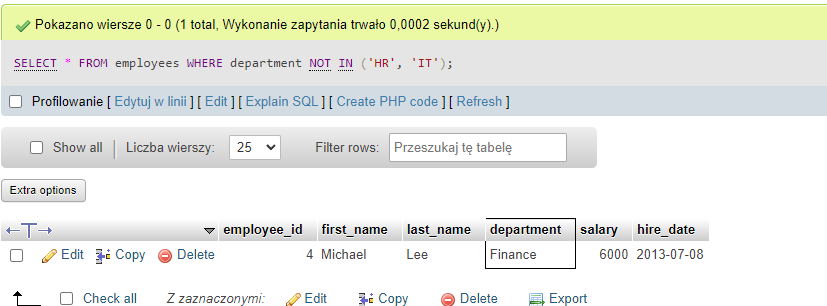 Pokazano wiersze 0 - 0 (1 total, Wykonanie zapytania trwało 0,0002 sekund(y).)
SELECT * FROM employees WHERE department NOT IN ('HR', 'IT');
Profilowanie [ Edytuj w linii ] [ Edit ] [ Explain SQL ] [ Create PHP code ] [ Refresh ]
Show all | Liczba wierszy: 25 Filter rows: Przeszukaj tę tabelę
Extra options
←T→ employee_id first_name last_name department salary hire_date
Edit Copy Delete 4 Michael Lee Finance 6000 2013-07-08
Check all Z zaznaczonymi: Edit Copy Delete Export